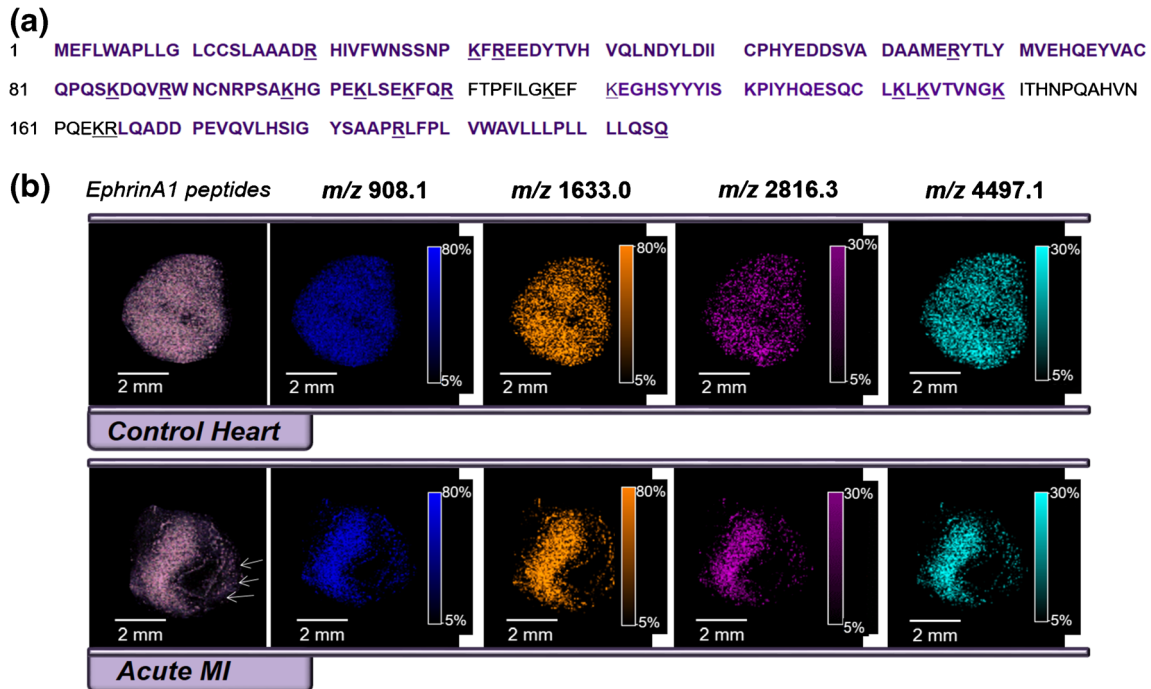 (a)
1 MEFLWAPLLG LCCSLAAADR HIVFWNSSNP KFREEDYTVH VQLNDYLDII CPHYEDDSVA DAAMERYTLY MVEHQEYVAC
81 QPQSKDQVRW NCNRPSAKHG PEKLSEKFQR FTPFILGKEF KEGHSYYYIS KPIYHQESQC LKLKVTVNGK ITHNPQAHVN
161 PQEKRLQADD PEVQVLHSIG YSAAPRLFPL VWAVLLLPLL LLQSQ
(b) EphrinA1 peptides m/z 908.1 m/z 1633.0 m/z 2816.3 m/z 4497.1
80% 80% 30% 30%
5% 5% 5% 5%
2 mm 2 mm 2 mm 2 mm 2 mm
Control Heart
80% 80% 30% 30%
5% 5% 5% 5%
2 mm 2 mm 2 mm 2 mm 2 mm
Acute MI